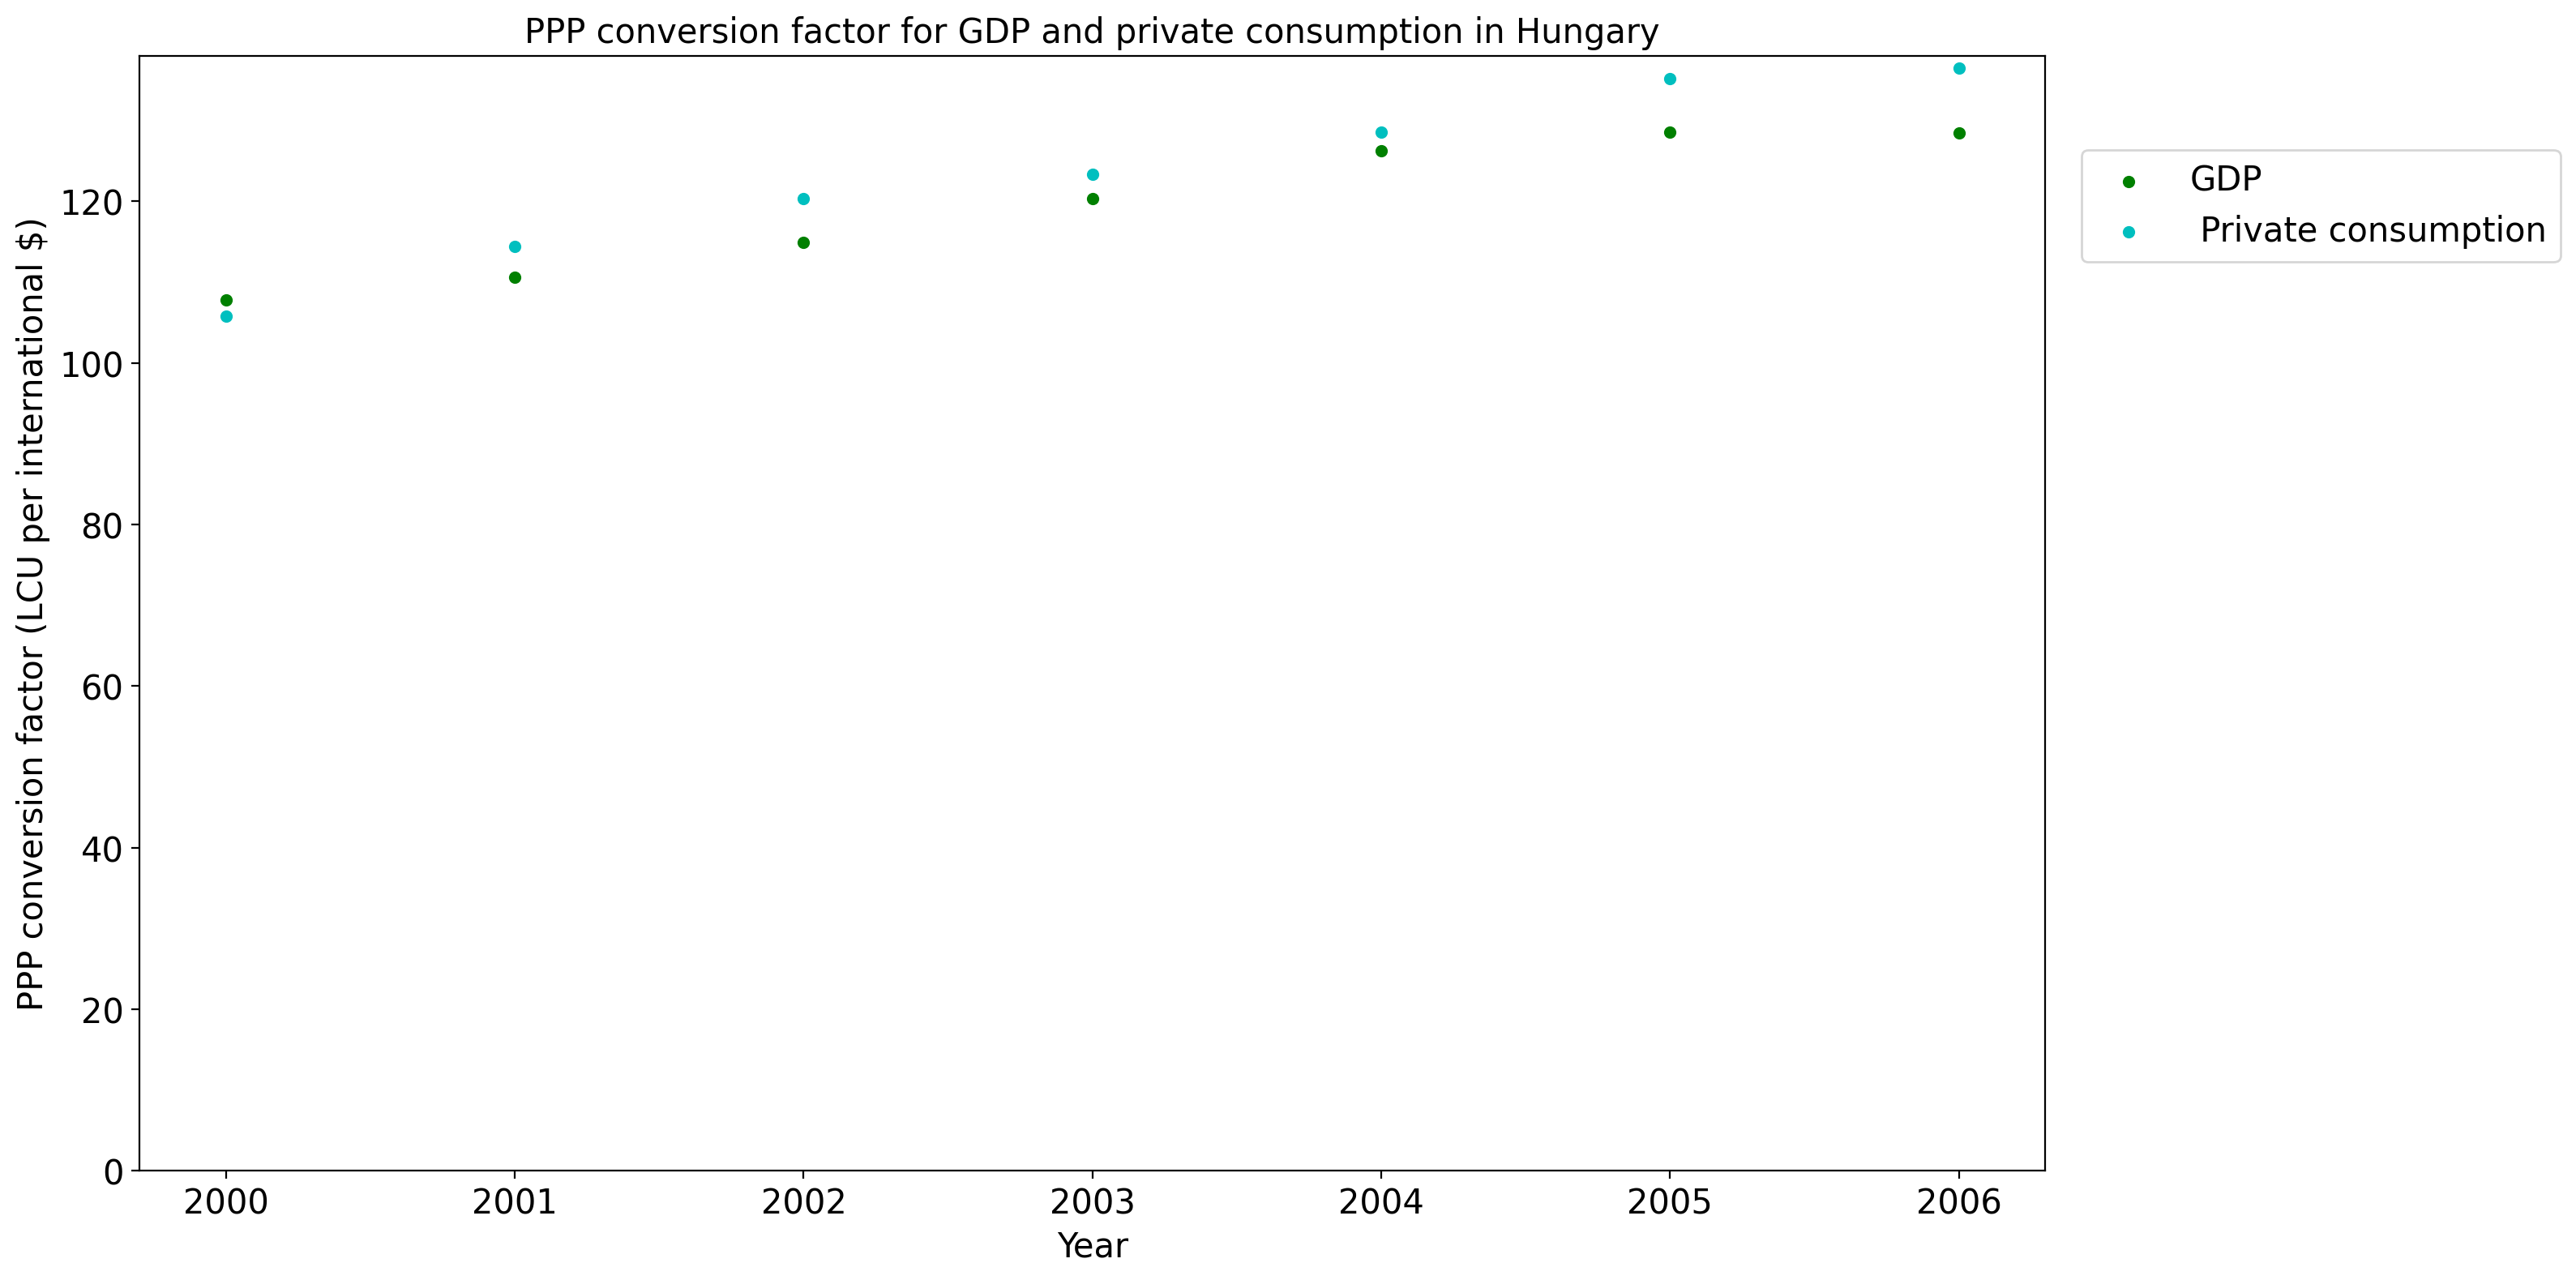 PPP conversion factor for GDP and private consumption in Hungary
PPP conversion factor (LCU per international $)
120
100
80
60
40
20
0
2000 2001 2002 2003 2004 2005 2006
Year
GDP
Private consumption